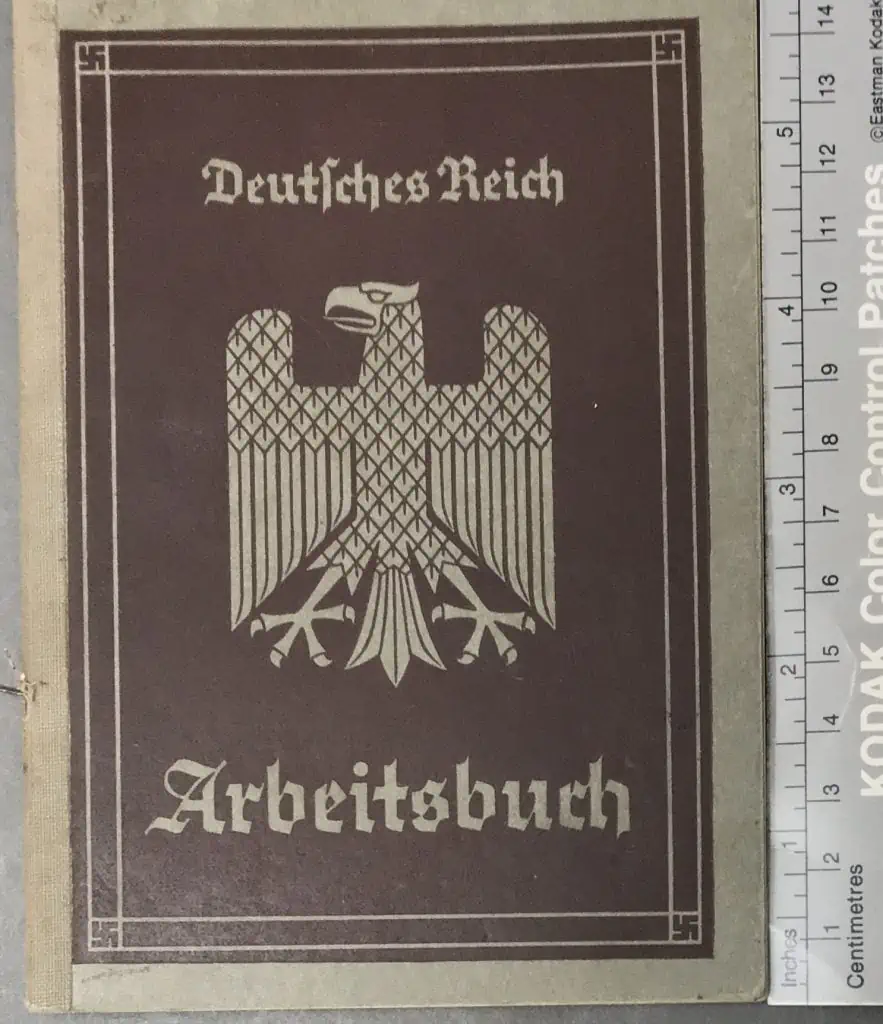 Deutſches Reich
Arbeitsbuch
Inches 1 2 3 4 5
Centimetres 1 2 3 4 5 6 7 8 9 10 11 12 13 14
KODAK Color Control Patches
©Eastman Kodak